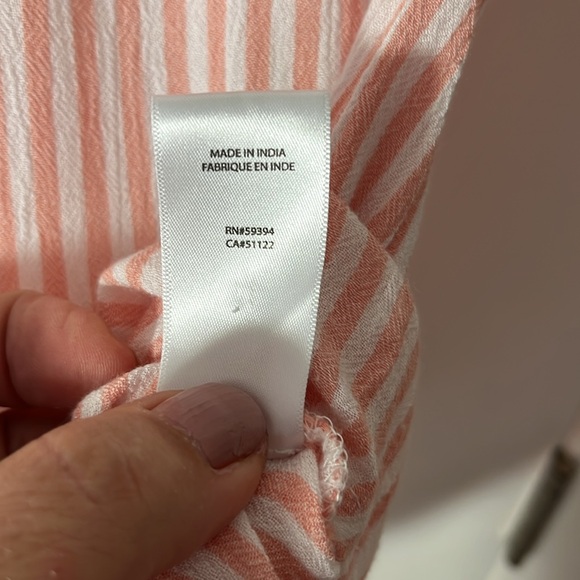 MADE IN INDIA
FABRIQUE EN INDE
RN#59394
CA#51122